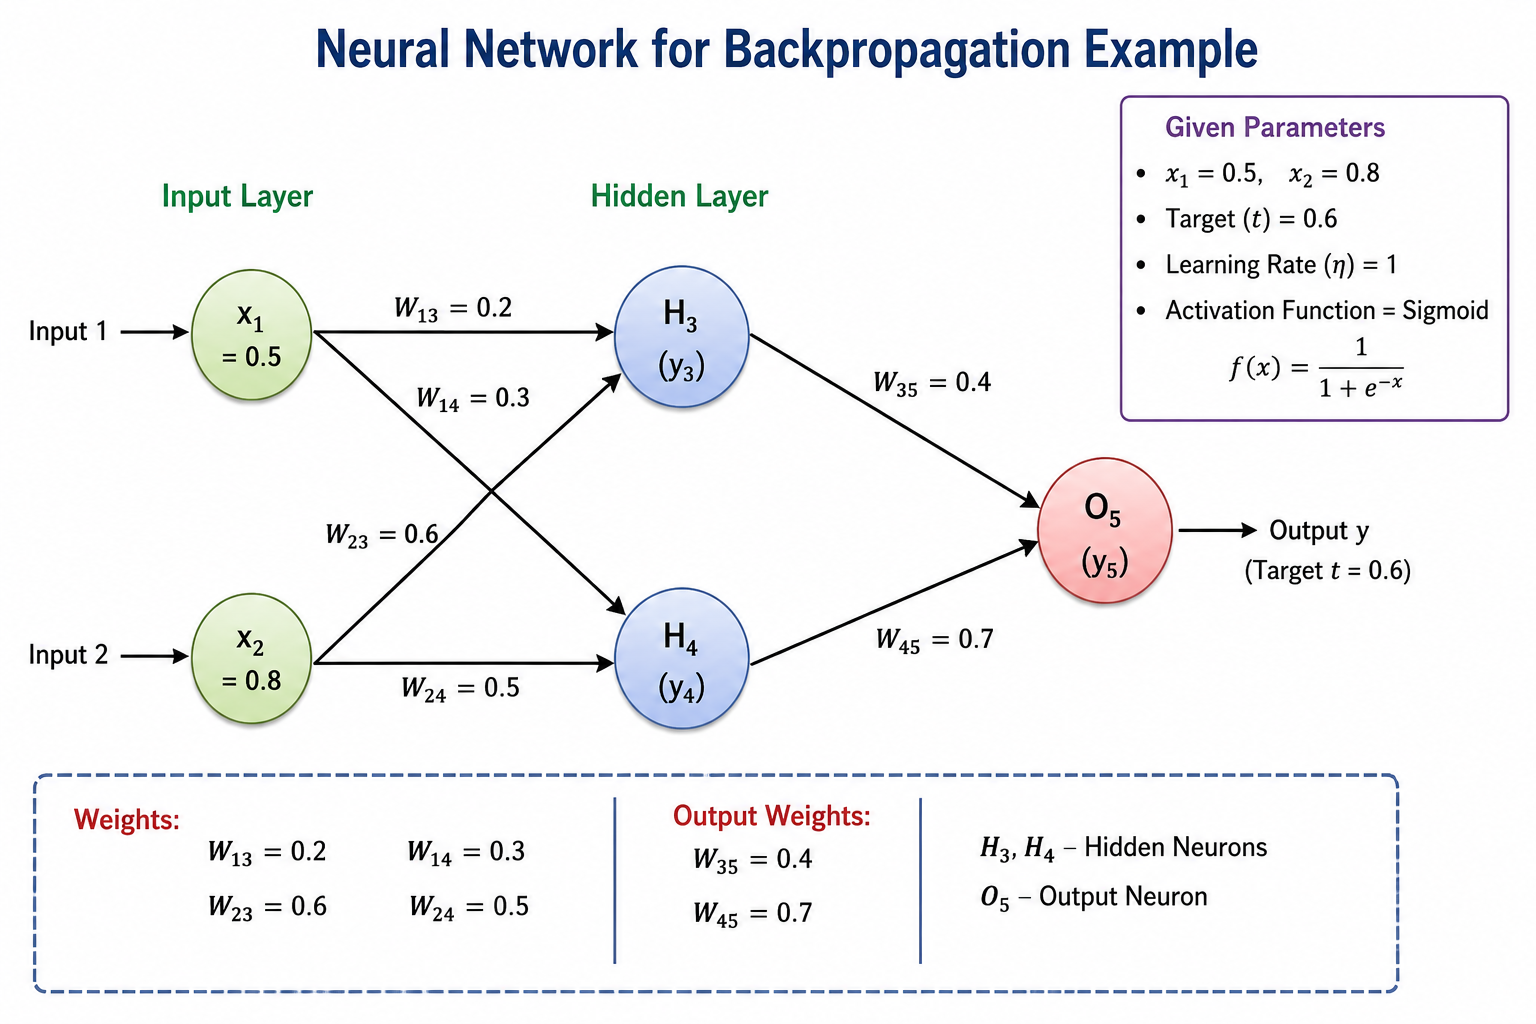 Neural Network for Backpropagation Example
Given Parameters
• x₁ = 0.5, x₂ = 0.8
• Target (t) = 0.6
• Learning Rate (η) = 1
• Activation Function = Sigmoid
f(x) = 1 / (1 + e⁻ˣ)
Input Layer
Hidden Layer
Input 1
x₁
= 0.5
W₁₃ = 0.2
H₃
(y₃)
W₁₄ = 0.3
W₃₅ = 0.4
W₂₃ = 0.6
O₅
(y₅)
Output y
(Target t = 0.6)
Input 2
x₂
= 0.8
W₂₄ = 0.5
H₄
(y₄)
W₄₅ = 0.7
Weights:
W₁₃ = 0.2 W₁₄ = 0.3
W₂₃ = 0.6 W₂₄ = 0.5
Output Weights:
W₃₅ = 0.4
W₄₅ = 0.7
H₃, H₄ – Hidden Neurons
O₅ – Output Neuron